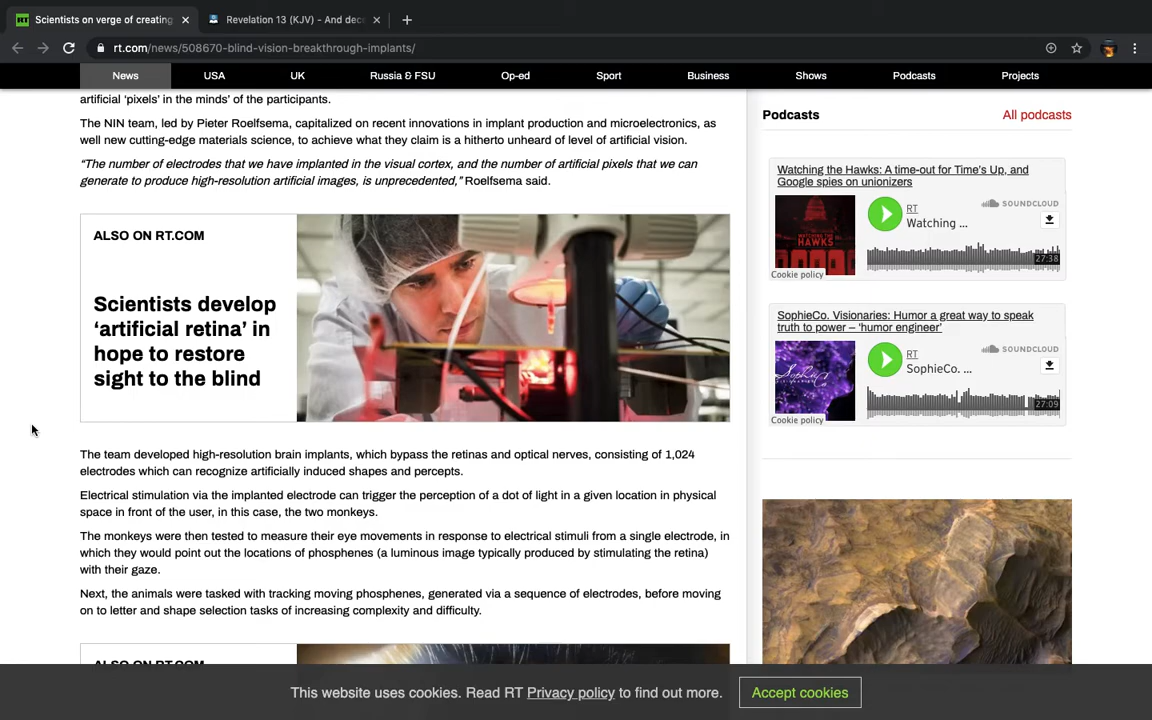 Scientists on verge of creating
Revelation 13 (KJV) - And dece
rt.com/news/508670-blind-vision-breakthrough-implants/
News USA UK Russia & FSU Op-ed Sport Business Shows Podcasts Projects
artificial ‘pixels’ in the minds’ of the participants.
The NIN team, led by Pieter Roelfsema, capitalized on recent innovations in implant production and microelectronics, as
well new cutting-edge materials science, to achieve what they claim is a hitherto unheard of level of artificial vision.
“The number of electrodes that we have implanted in the visual cortex, and the number of artificial pixels that we can
generate to produce high-resolution artificial images, is unprecedented,” Roelfsema said.
ALSO ON RT.COM
Scientists develop
‘artificial retina’ in
hope to restore
sight to the blind
The team developed high-resolution brain implants, which bypass the retinas and optical nerves, consisting of 1,024
electrodes which can recognize artificially induced shapes and percepts.
Electrical stimulation via the implanted electrode can trigger the perception of a dot of light in a given location in physical
space in front of the user, in this case, the two monkeys.
The monkeys were then tested to measure their eye movements in response to electrical stimuli from a single electrode, in
which they would point out the locations of phosphenes (a luminous image typically produced by stimulating the retina)
with their gaze.
Next, the animals were tasked with tracking moving phosphenes, generated via a sequence of electrodes, before moving
on to letter and shape selection tasks of increasing complexity and difficulty.
ALSO ON RT.COM
Podcasts
All podcasts
Watching the Hawks: A time-out for Time’s Up, and
Google spies on unionizers
RT
SOUNDCLOUD
Watching ...
WATCHING THE
HAWKS
27:38
Cookie policy
SophieCo. Visionaries: Humor a great way to speak
truth to power – ‘humor engineer’
RT
SOUNDCLOUD
SophieCo. ...
27:09
Cookie policy
This website uses cookies. Read RT Privacy policy to find out more.
Accept cookies